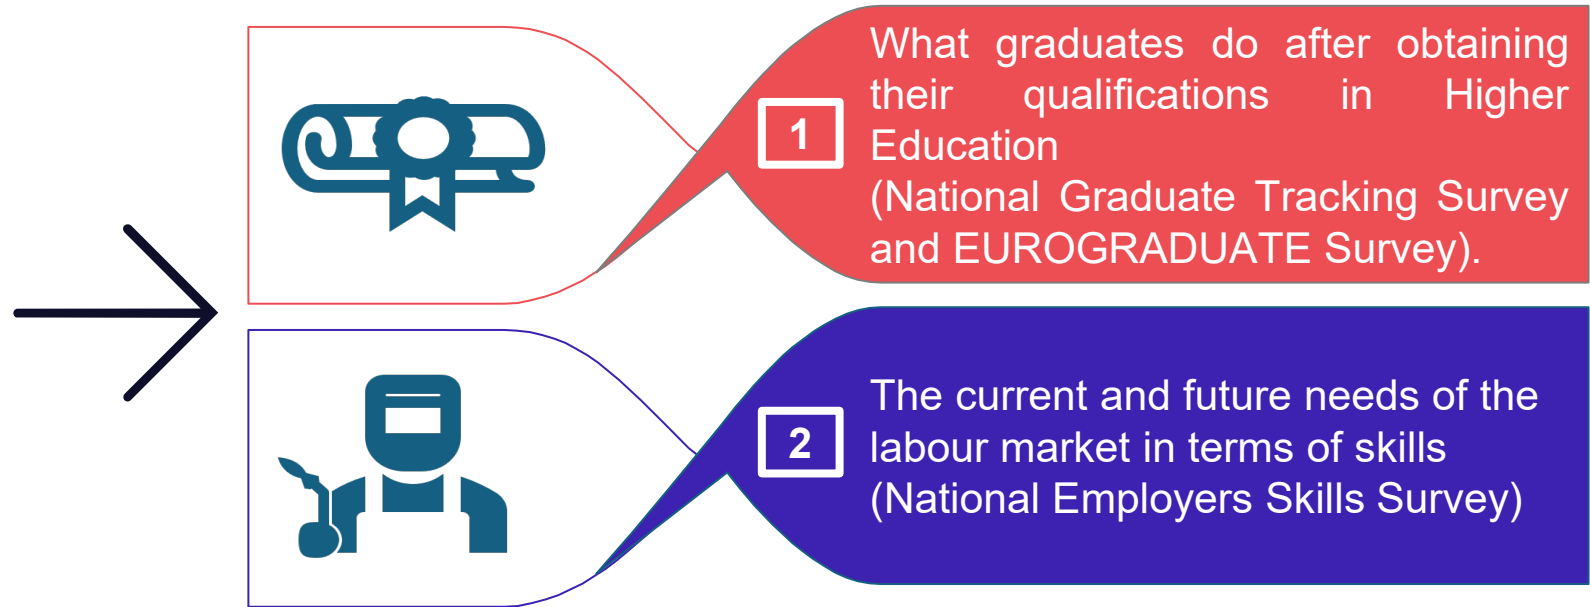 1
What graduates do after obtaining
their qualifications in Higher
Education
(National Graduate Tracking Survey
and EUROGRADUATE Survey).
2
The current and future needs of the
labour market in terms of skills
(National Employers Skills Survey)